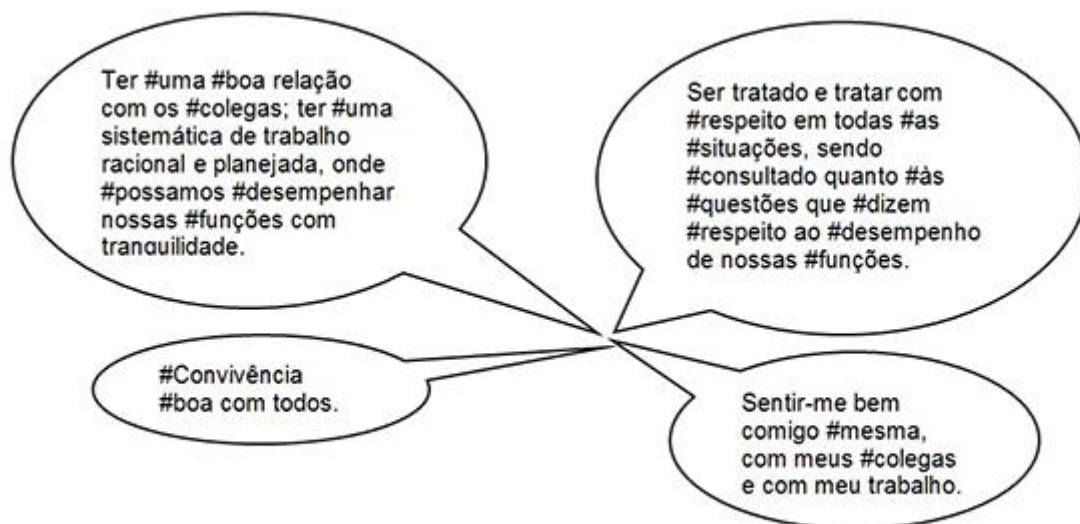 Ter #uma #boa relação
com os #colegas; ter #uma
sistemática de trabalho
racional e planejada, onde
#possamos #desempenhar
nossas #funções com
tranquilidade.
Ser tratado e tratar com
#respeito em todas #as
#situações, sendo
#consultado quanto #às
#questões que #dizem
#respeito ao #desempenho
de nossas #funções.
#Convivência
#boa com todos.
Sentir-me bem
comigo #mesma,
com meus #colegas
e com meu trabalho.